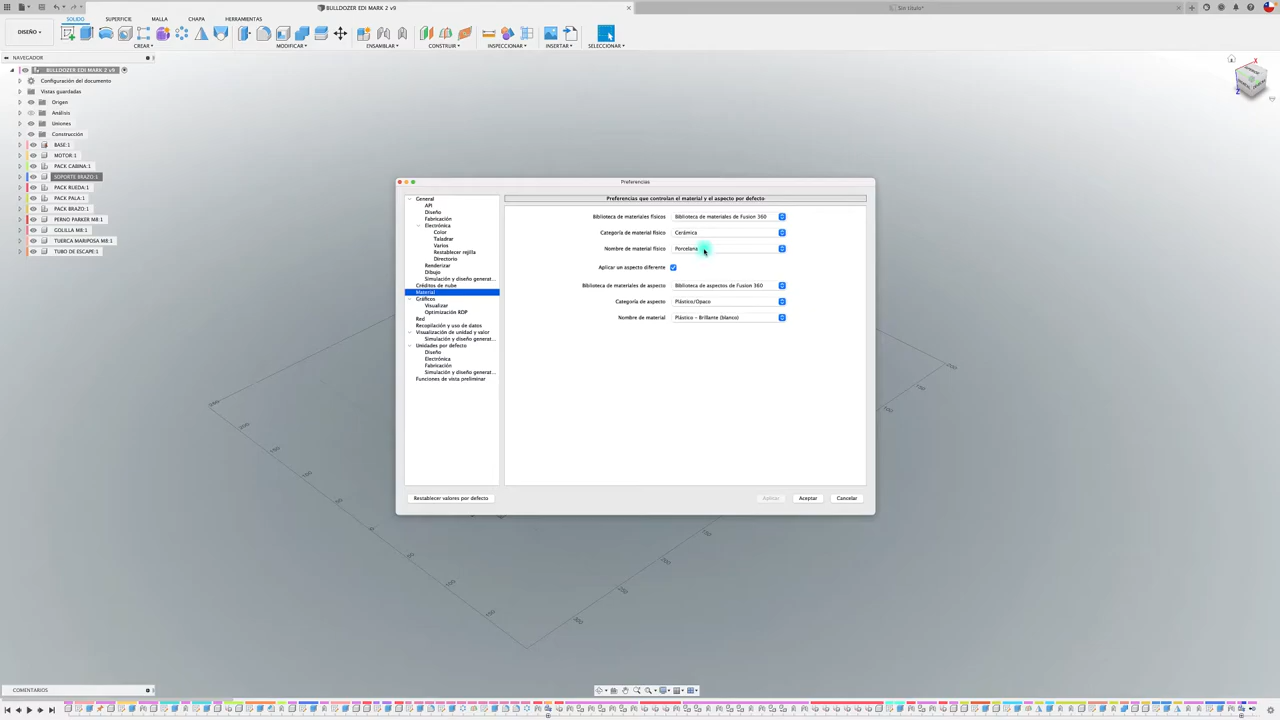 BULLDOZER EDI MARK 2 v9
Sin título*
DISEÑO
SÓLIDO
SUPERFICIE
MALLA
CHAPA
HERRAMIENTAS
CREAR
MODIFICAR
ENSAMBLAR
CONSTRUIR
INSPECCIONAR
INSERTAR
SELECCIONAR
NAVEGADOR
BULLDOZER EDI MARK 2 v9
Configuración del documento
Vistas guardadas
Origen
Análisis
Uniones
Construcción
BASE:1
MOTOR:1
PACK CABINA:1
SOPORTE BRAZO:1
PACK RUEDA:1
PACK PALA:1
PACK BRAZO:1
PERNO PARKER M8:1
GOLILLA M8:1
TUERCA MARIPOSA M8:1
TUBO DE ESCAPE:1
Preferencias
General
API
Diseño
Fabricación
Electrónica
Color
Taladrar
Varios
Restablecer rejilla
Directorio
Renderizar
Dibujo
Simulación y diseño generat...
Créditos de nube
Material
Gráficos
Visualizar
Optimización RDP
Red
Recopilación y uso de datos
Visualización de unidad y valor
Simulación y diseño generat...
Unidades por defecto
Diseño
Electrónica
Fabricación
Simulación y diseño generat...
Funciones de vista preliminar
Preferencias que controlan el material y el aspecto por defecto
Biblioteca de materiales físicos Biblioteca de materiales de Fusion 360
Categoría de material físico Cerámica
Nombre de material físico Porcelana
Aplicar un aspecto diferente
Biblioteca de materiales de aspecto Biblioteca de aspectos de Fusion 360
Categoría de aspecto Plástico/Opaco
Nombre de material Plástico - Brillante (blanco)
Restablecer valores por defecto
Aplicar
Aceptar
Cancelar
COMENTARIOS